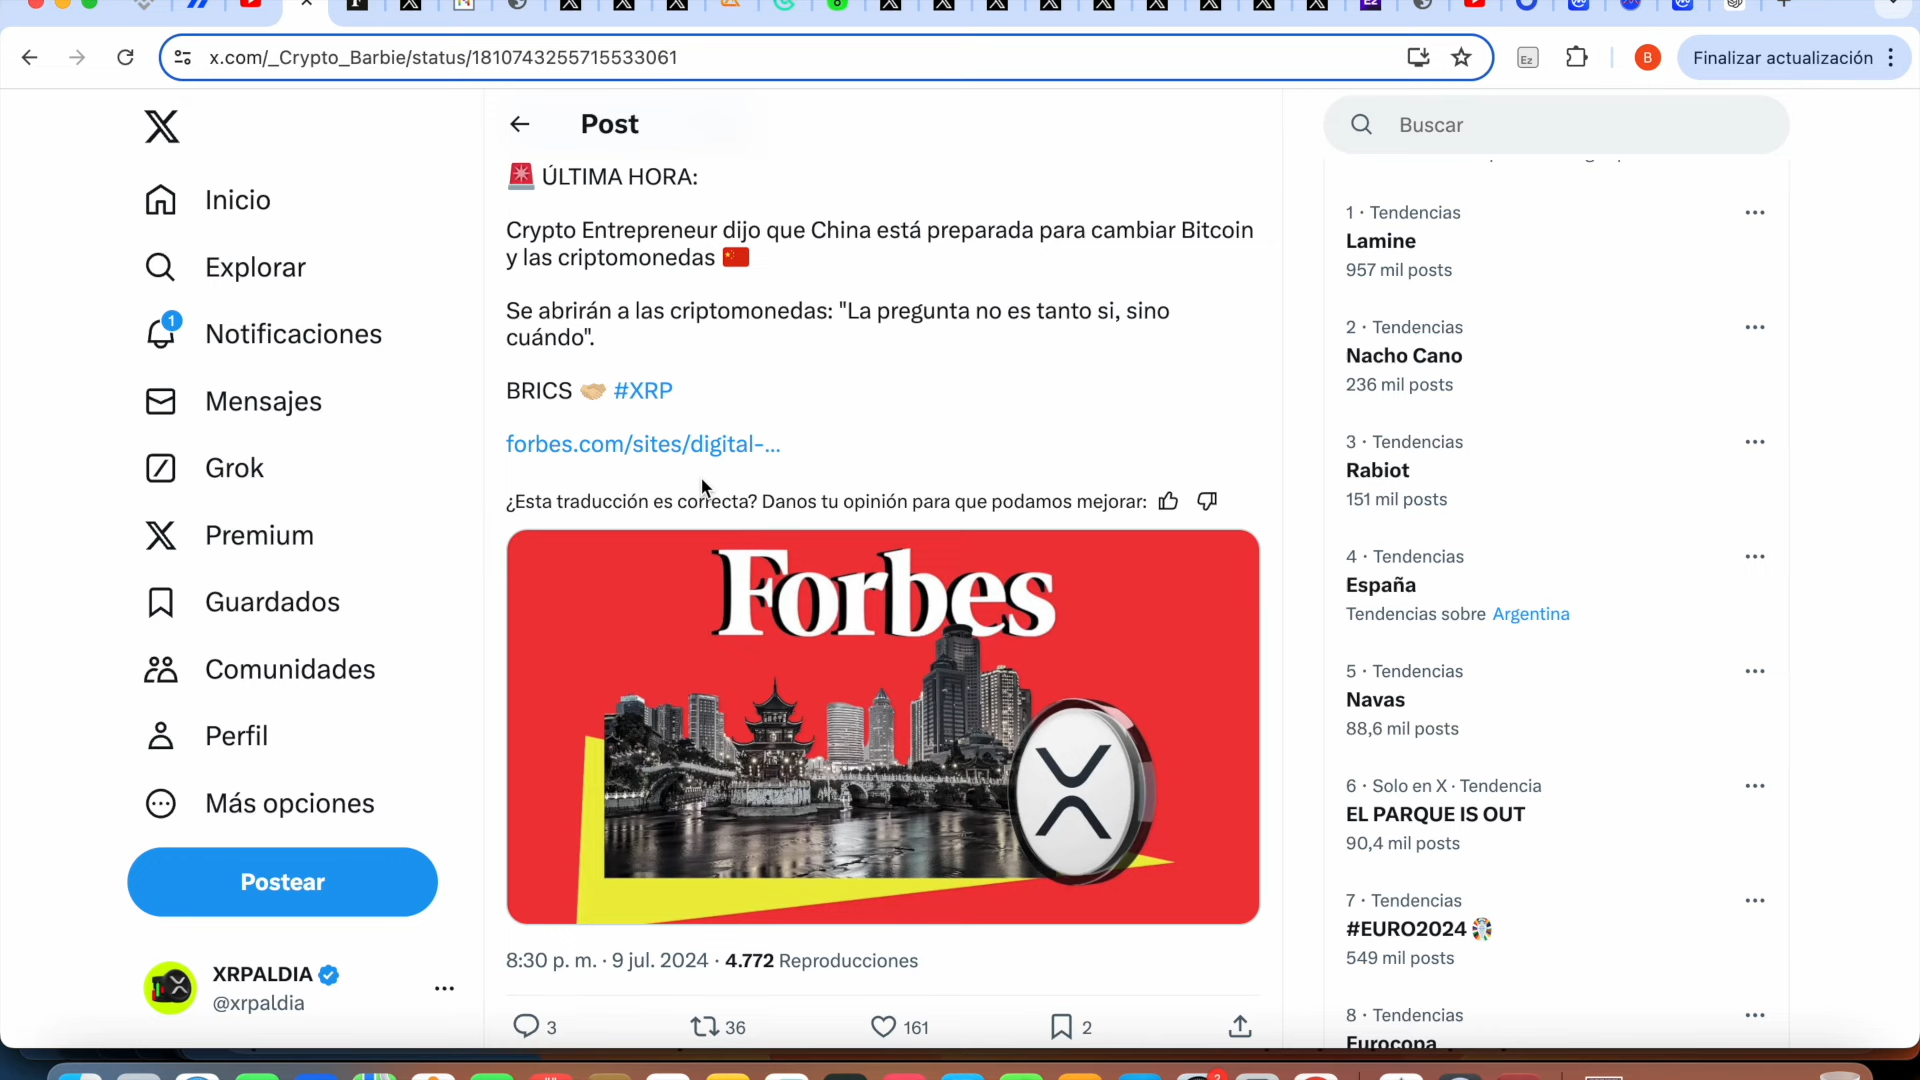 x.com/_Crypto_Barbie/status/1810743255715533061
Ez
B
Finalizar actualización
Inicio
Explorar
1
Notificaciones
Mensajes
Grok
Premium
Guardados
Comunidades
Perfil
Más opciones
Postear
XRPALDIA
@xrpaldia
Post
ÚLTIMA HORA:
Crypto Entrepreneur dijo que China está preparada para cambiar Bitcoin
y las criptomonedas
Se abrirán a las criptomonedas: "La pregunta no es tanto si, sino
cuándo".
BRICS 🤝🏼 #XRP
forbes.com/sites/digital-...
¿Esta traducción es correcta? Danos tu opinión para que podamos mejorar:
Forbes
8:30 p. m. · 9 jul. 2024 · 4.772 Reproducciones
3
36
161
2
Buscar
1 · Tendencias
Lamine
957 mil posts
2 · Tendencias
Nacho Cano
236 mil posts
3 · Tendencias
Rabiot
151 mil posts
4 · Tendencias
España
Tendencias sobre Argentina
5 · Tendencias
Navas
88,6 mil posts
6 · Solo en X · Tendencia
EL PARQUE IS OUT
90,4 mil posts
7 · Tendencias
#EURO2024
549 mil posts
8 · Tendencias
Eurocopa